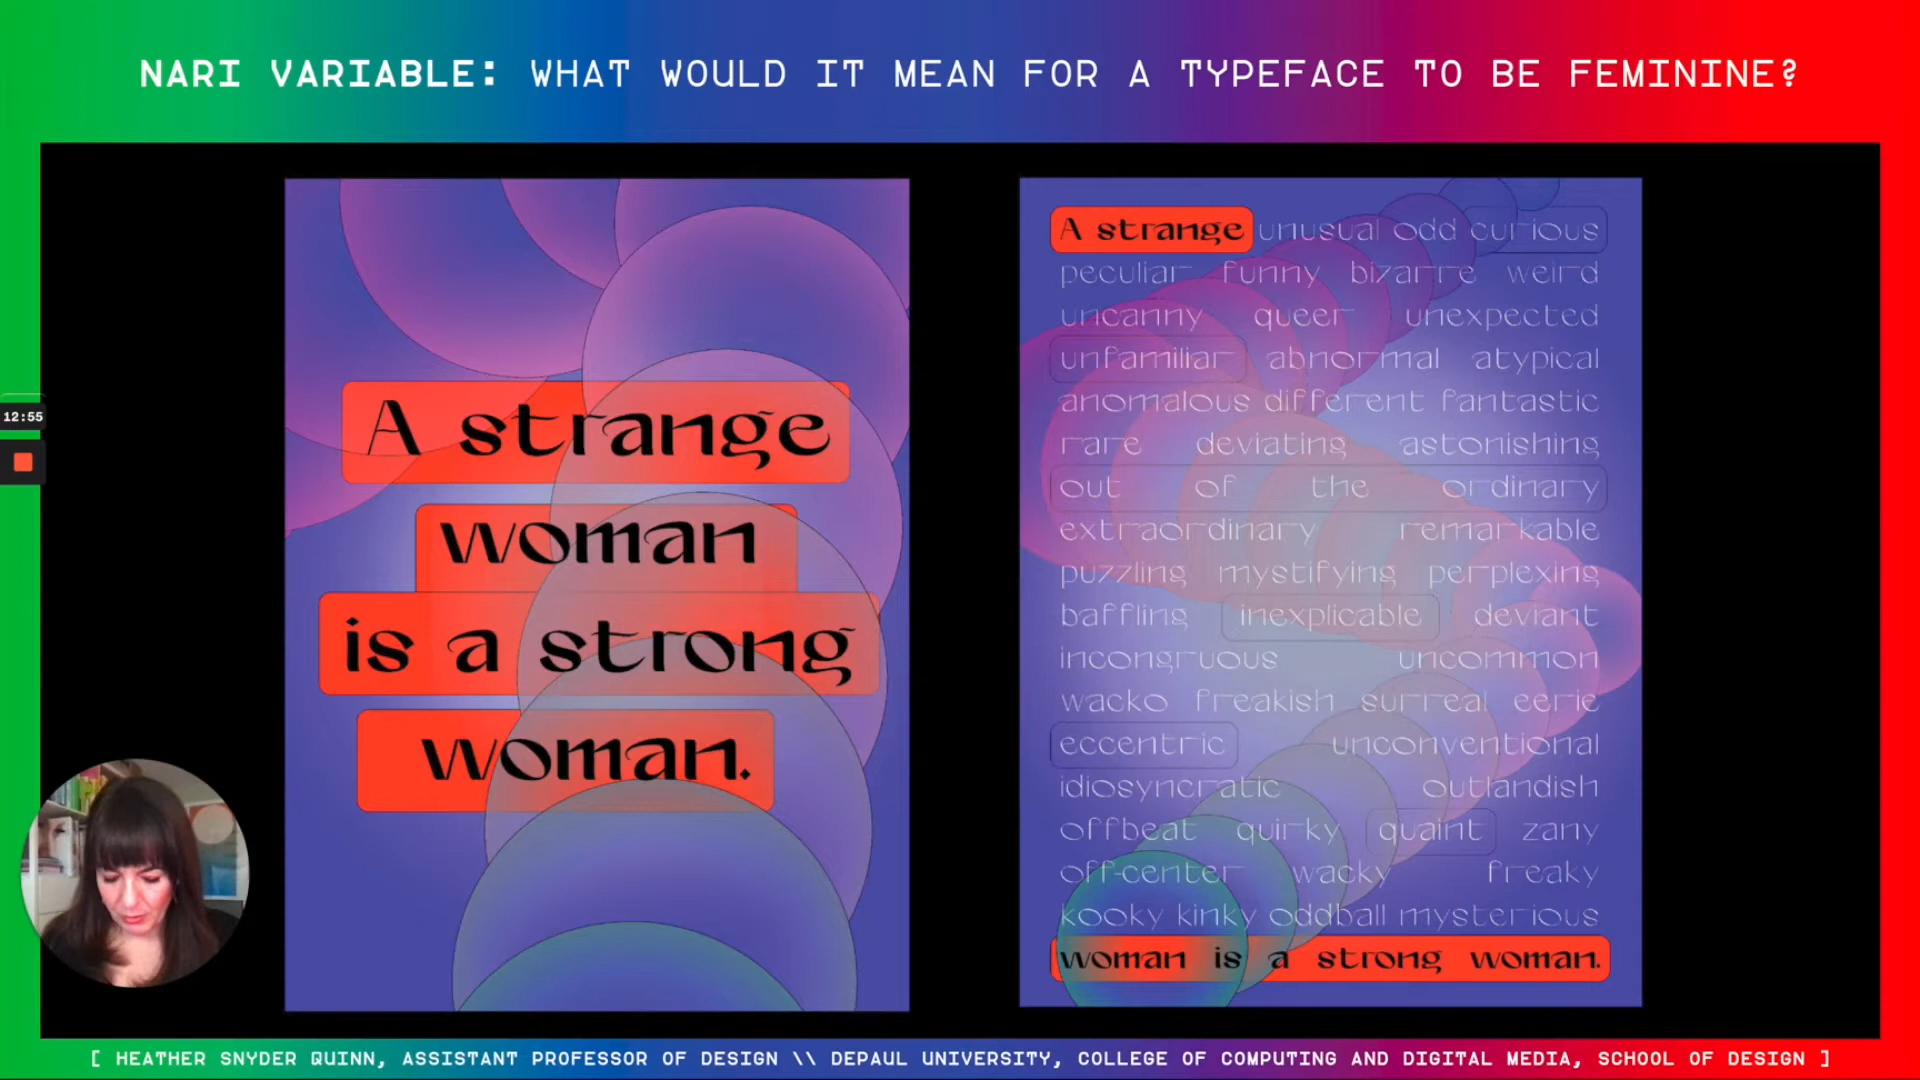 NARI VARIABLE: WHAT WOULD IT MEAN FOR A TYPEFACE TO BE FEMININE?
12:55
A strange
woman
is a strong
woman.
A strange unusual odd curious
peculiar funny bizarre weird
uncanny queer unexpected
unfamiliar abnormal atypical
anomalous different fantastic
rare deviating astonishing
out of the ordinary
extraordinary remarkable
puzzling mystifying perplexing
baffling inexplicable deviant
incongruous uncommon
wacko freakish surreal eerie
eccentric unconventional
idiosyncratic outlandish
offbeat quirky quaint zany
off-center wacky freaky
kooky kinky oddball mysterious
woman is a strong woman.
[ HEATHER SNYDER QUINN, ASSISTANT PROFESSOR OF DESIGN \\ DEPAUL UNIVERSITY, COLLEGE OF COMPUTING AND DIGITAL MEDIA, SCHOOL OF DESIGN ]